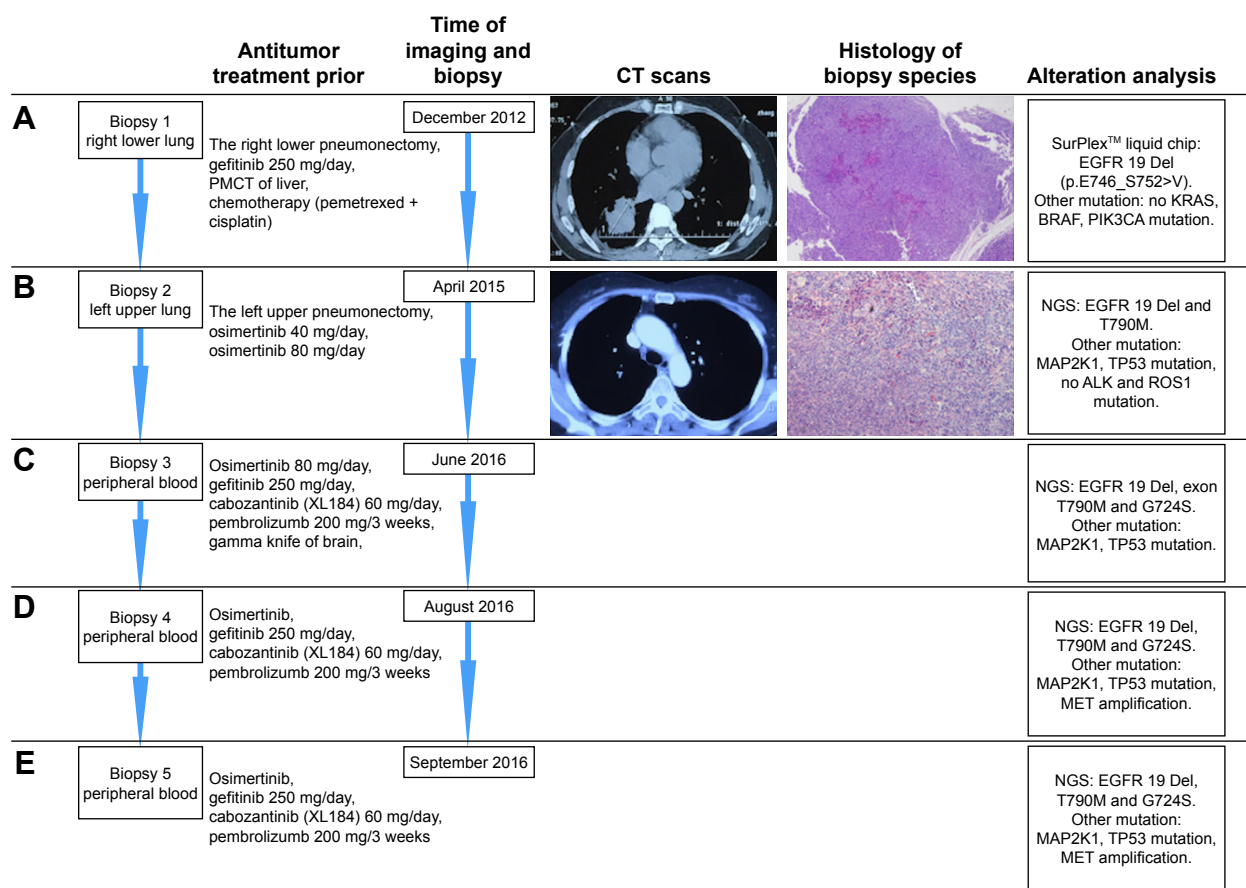 Antitumor
treatment prior
Time of
imaging and
biopsy
CT scans
Histology of
biopsy species
Alteration analysis
A
Biopsy 1
right lower lung
The right lower pneumonectomy,
gefitinib 250 mg/day,
PMCT of liver,
chemotherapy (pemetrexed +
cisplatin)
December 2012
SurPlex™ liquid chip:
EGFR 19 Del
(p.E746_S752>V).
Other mutation: no KRAS,
BRAF, PIK3CA mutation.
B
Biopsy 2
left upper lung
The left upper pneumonectomy,
osimertinib 40 mg/day,
osimertinib 80 mg/day
April 2015
NGS: EGFR 19 Del and
T790M.
Other mutation:
MAP2K1, TP53 mutation,
no ALK and ROS1
mutation.
C
Biopsy 3
peripheral blood
Osimertinib 80 mg/day,
gefitinib 250 mg/day,
cabozantinib (XL184) 60 mg/day,
pembrolizumb 200 mg/3 weeks,
gamma knife of brain,
June 2016
NGS: EGFR 19 Del, exon
T790M and G724S.
Other mutation:
MAP2K1, TP53 mutation.
D
Biopsy 4
peripheral blood
Osimertinib,
gefitinib 250 mg/day,
cabozantinib (XL184) 60 mg/day,
pembrolizumb 200 mg/3 weeks
August 2016
NGS: EGFR 19 Del,
T790M and G724S.
Other mutation:
MAP2K1, TP53 mutation,
MET amplification.
E
Biopsy 5
peripheral blood
Osimertinib,
gefitinib 250 mg/day,
cabozantinib (XL184) 60 mg/day,
pembrolizumb 200 mg/3 weeks
September 2016
NGS: EGFR 19 Del,
T790M and G724S.
Other mutation:
MAP2K1, TP53 mutation,
MET amplification.